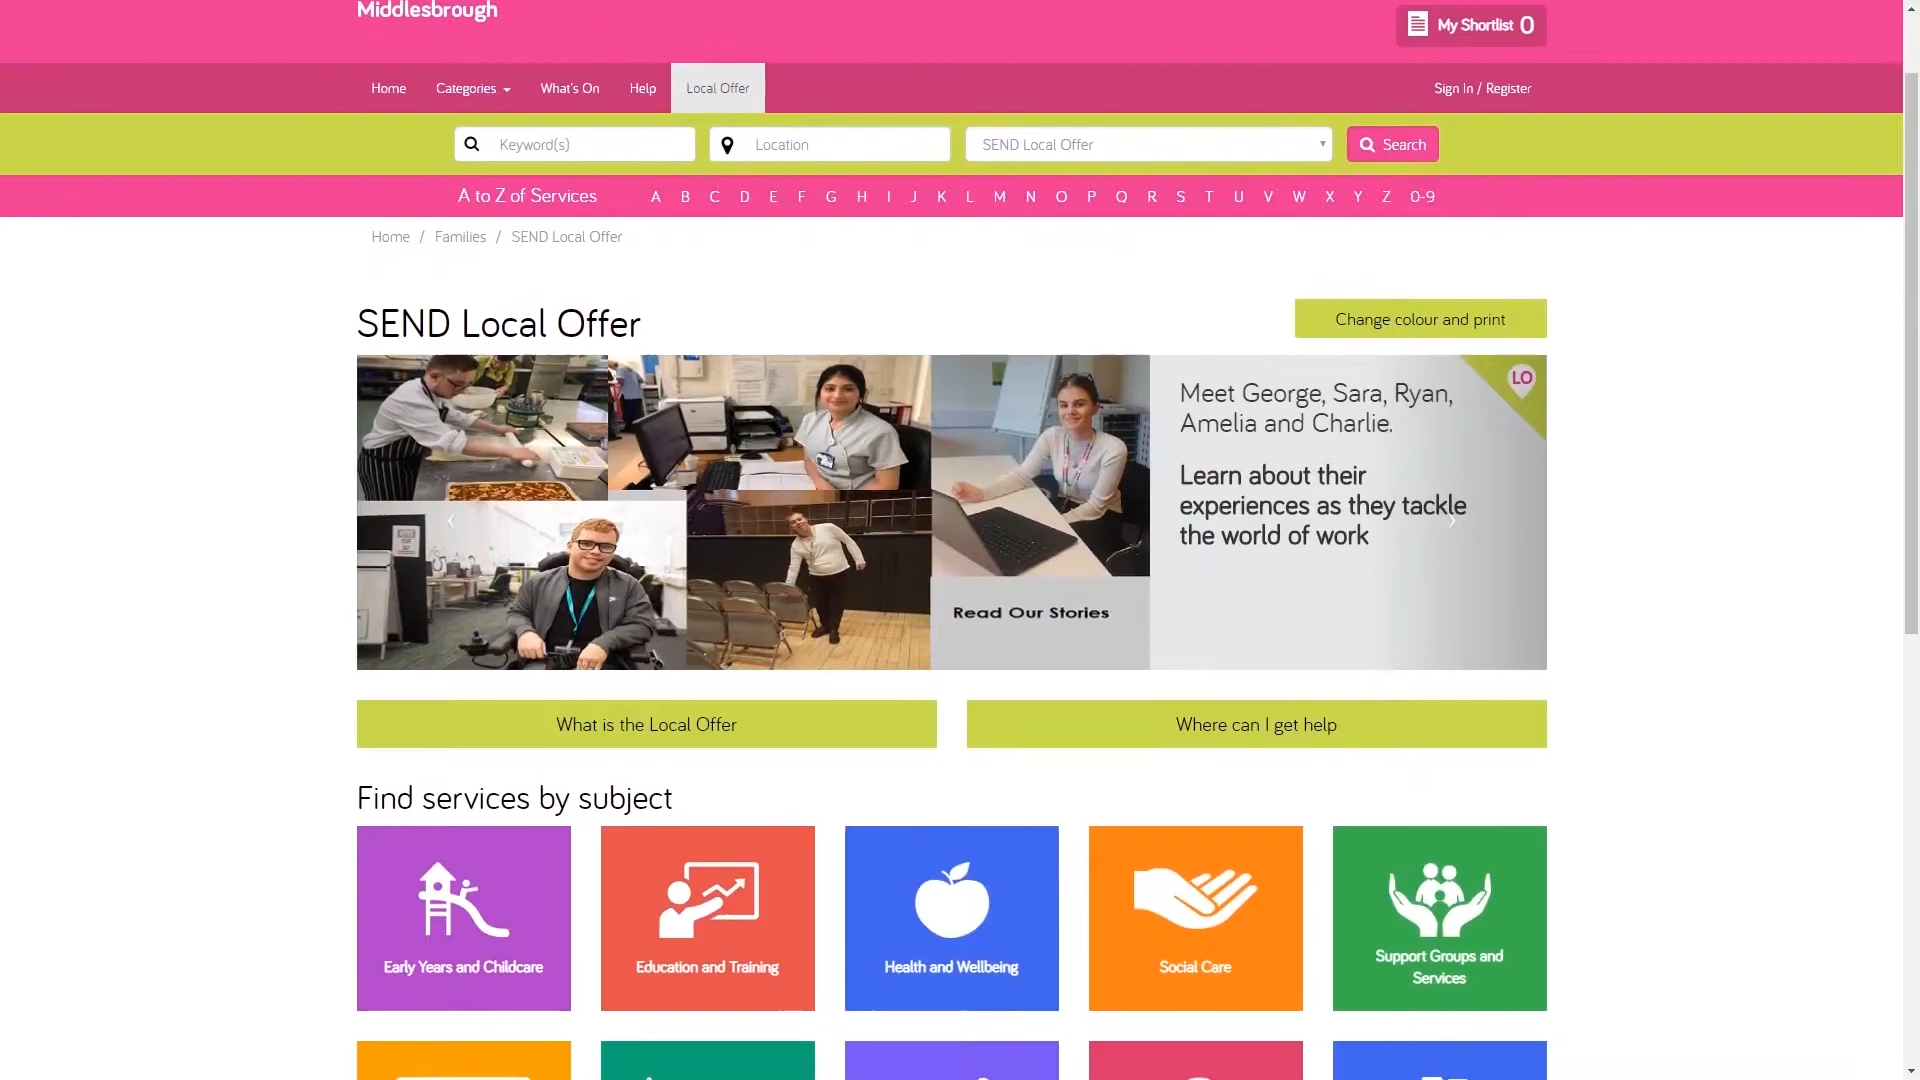 Middlesbrough
My Shortlist 0
Home Categories What's On Help Local Offer Sign In / Register
Keyword(s) Location SEND Local Offer Search
A to Z of Services A B C D E F G H I J K L M N O P Q R S T U V W X Y Z 0-9
Home / Families / SEND Local Offer
SEND Local Offer
Change colour and print
LO
Meet George, Sara, Ryan,
Amelia and Charlie.
Learn about their
experiences as they tackle
the world of work
Read Our Stories
What is the Local Offer
Where can I get help
Find services by subject
Early Years and Childcare
Education and Training
Health and Wellbeing
Social Care
Support Groups and
Services